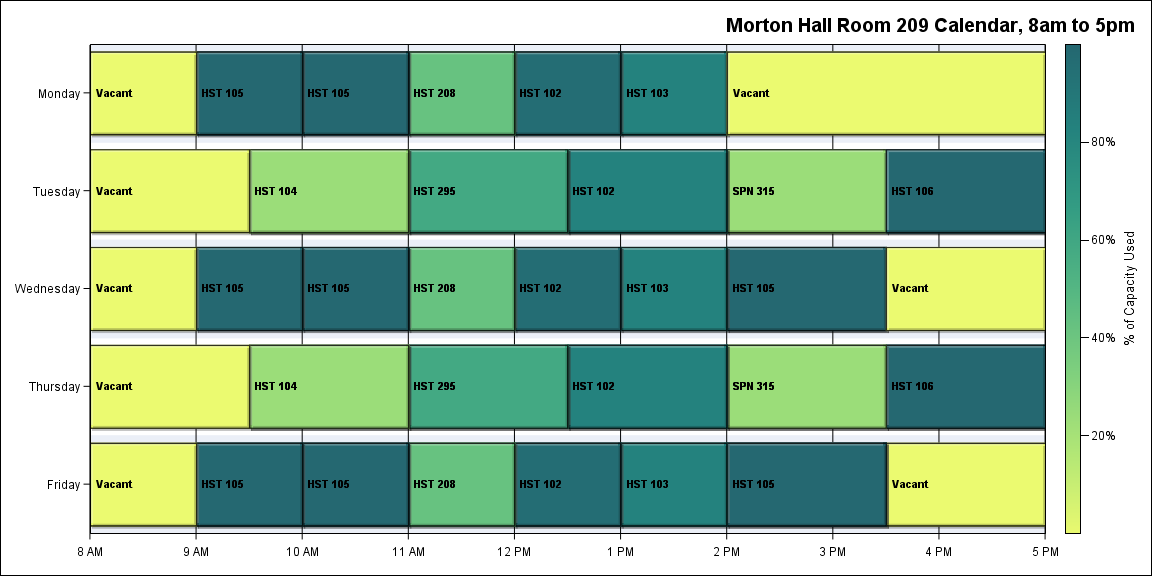 Morton Hall Room 209 Calendar, 8am to 5pm
Monday
Vacant
HST 105
HST 105
HST 208
HST 102
HST 103
Vacant
Tuesday
Vacant
HST 104
HST 295
HST 102
SPN 315
HST 106
Wednesday
Vacant
HST 105
HST 105
HST 208
HST 102
HST 103
HST 105
Vacant
Thursday
Vacant
HST 104
HST 295
HST 102
SPN 315
HST 106
Friday
Vacant
HST 105
HST 105
HST 208
HST 102
HST 103
HST 105
Vacant
8 AM
9 AM
10 AM
11 AM
12 PM
1 PM
2 PM
3 PM
4 PM
5 PM
80%
60%
40%
20%
% of Capacity Used